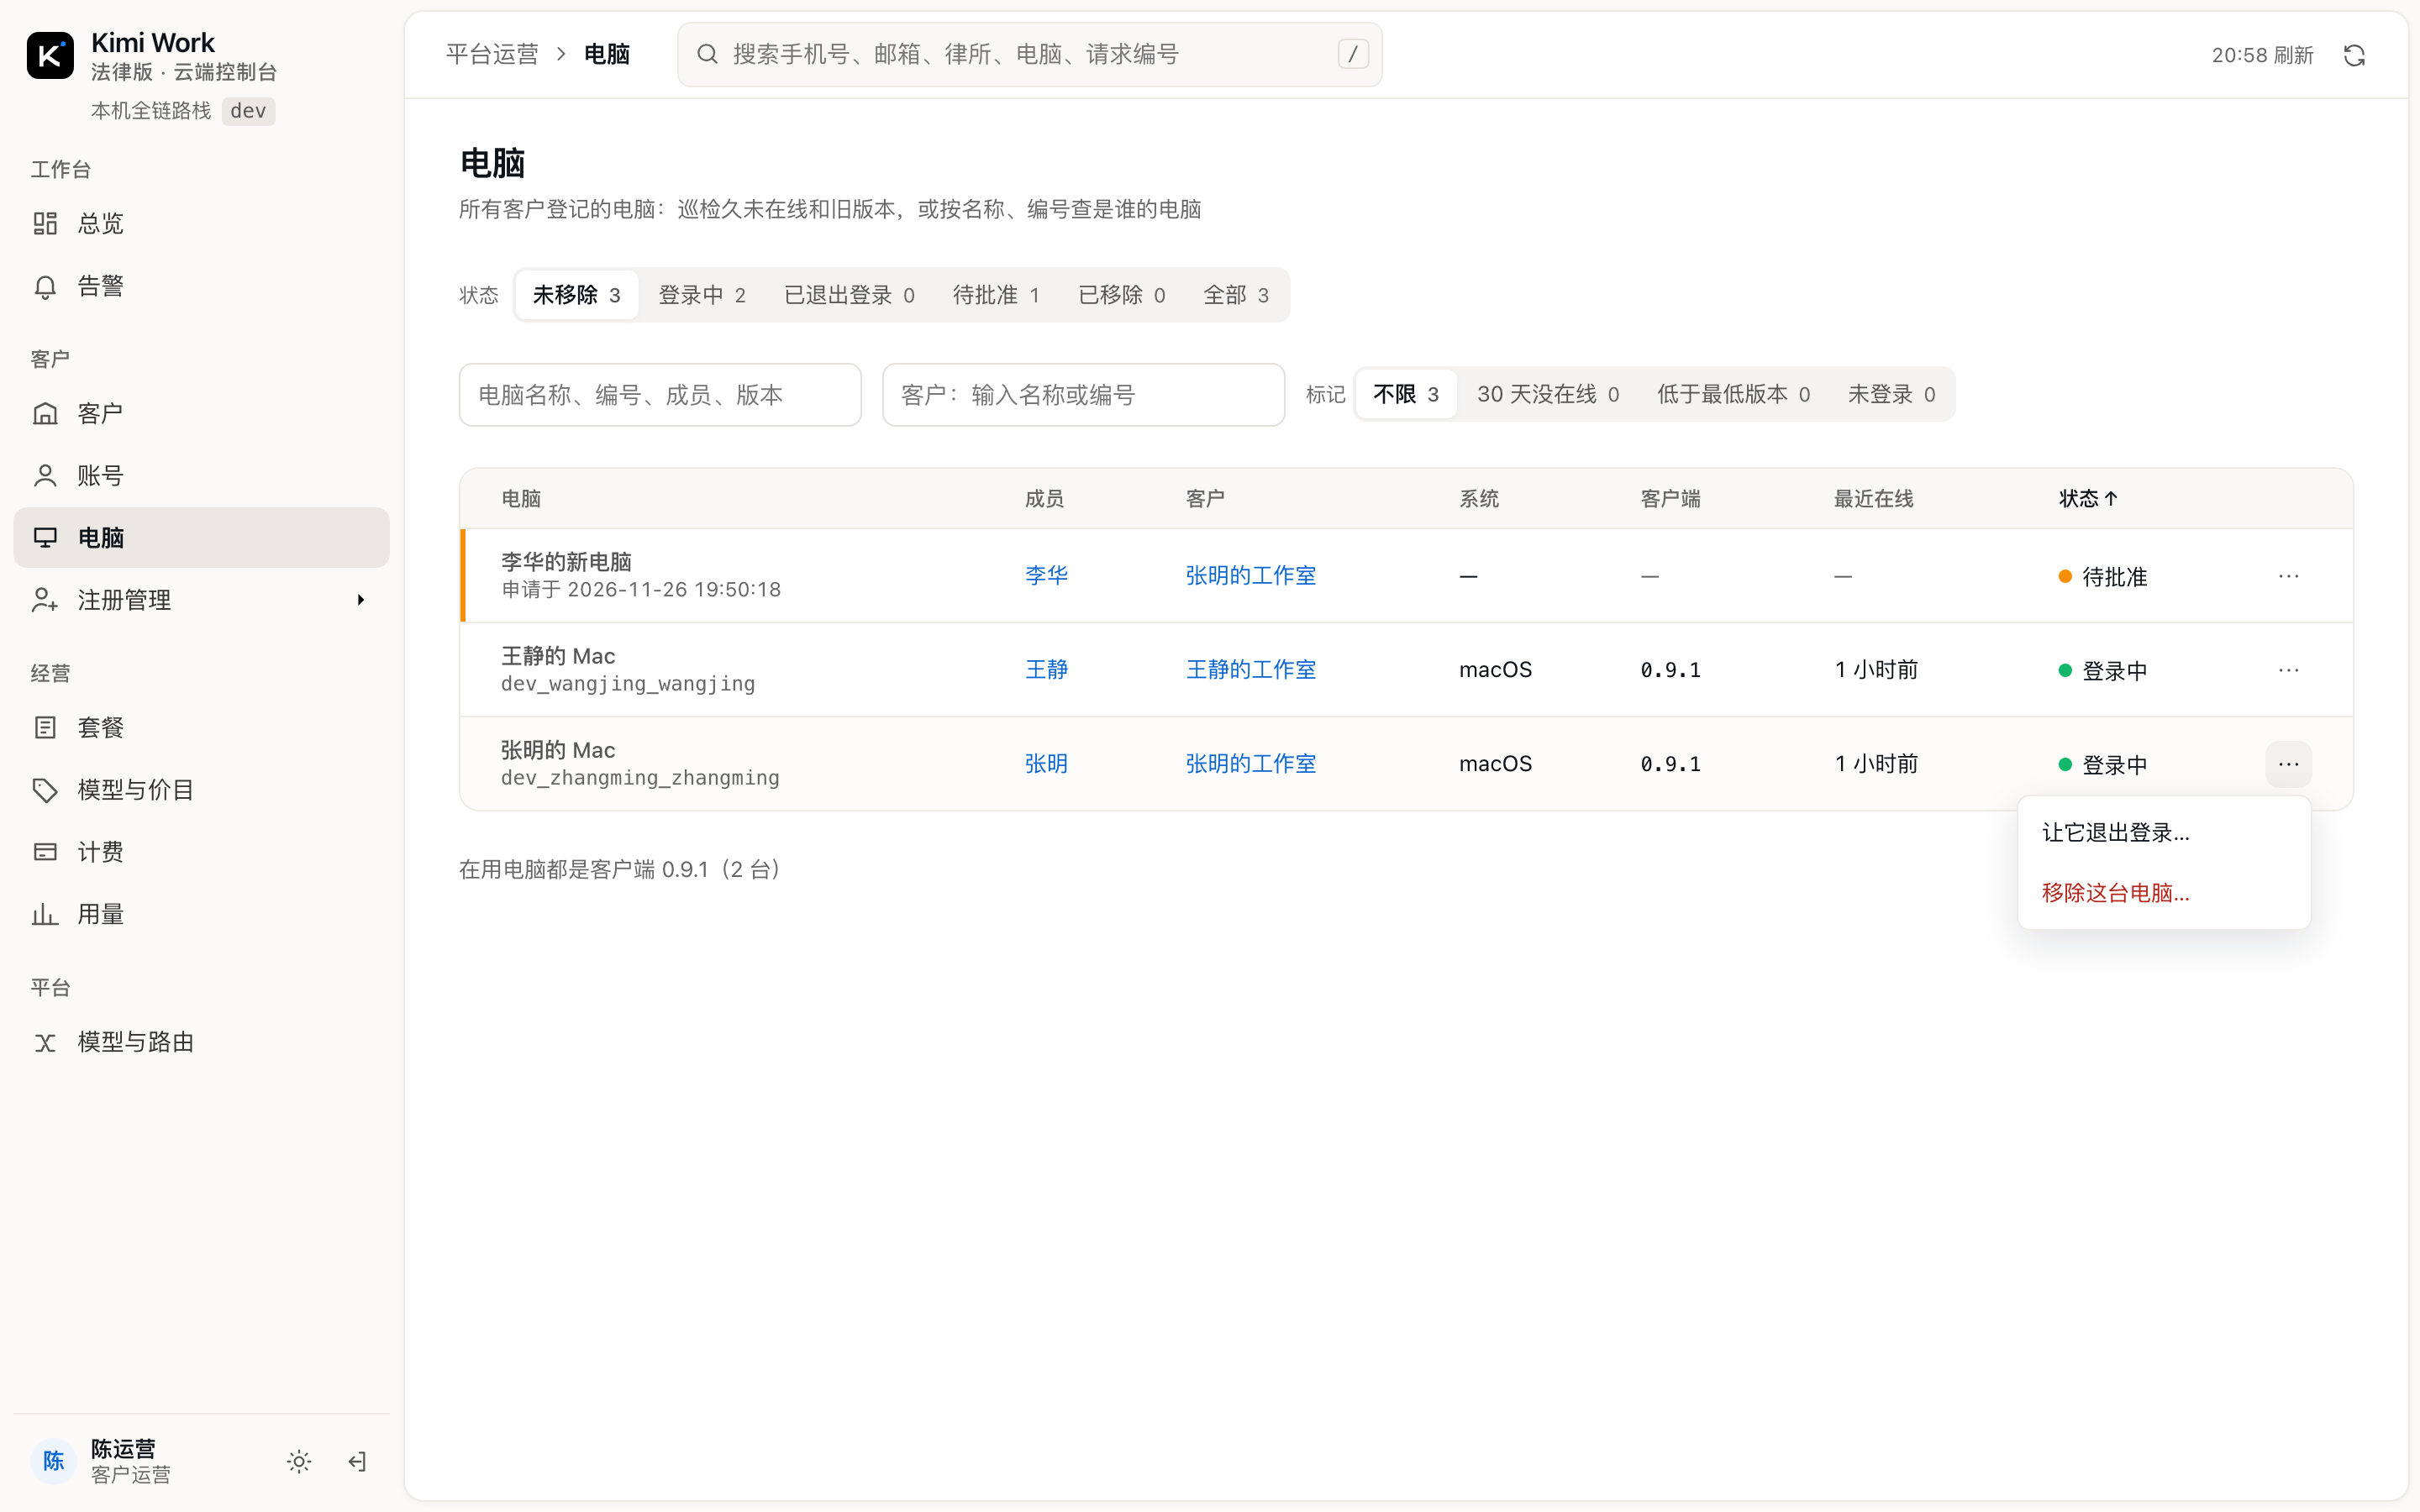 Kimi Work
法律版 · 云端控制台
本机全链路栈 dev
工作台
总览
告警
客户
客户
账号
电脑
注册管理
经营
套餐
模型与价目
计费
用量
平台
模型与路由
陈 陈运营
客户运营
平台运营 > 电脑
搜索手机号、邮箱、律所、电脑、请求编号 /
20:58 刷新
电脑
所有客户登记的电脑：巡检久未在线和旧版本，或按名称、编号查是谁的电脑
状态 未移除 3 登录中 2 已退出登录 0 待批准 1 已移除 0 全部 3
电脑名称、编号、成员、版本 客户：输入名称或编号 标记 不限 3 30 天没在线 0 低于最低版本 0 未登录 0
电脑 成员 客户 系统 客户端 最近在线 状态 ↑
李华的新电脑
申请于 2026-11-26 19:50:18
李华 张明的工作室 — — — 待批准 ···
王静的 Mac
dev_wangjing_wangjing
王静 王静的工作室 macOS 0.9.1 1 小时前 登录中 ···
张明的 Mac
dev_zhangming_zhangming
张明 张明的工作室 macOS 0.9.1 1 小时前 登录中 ···
让它退出登录...
移除这台电脑...
在用电脑都是客户端 0.9.1（2 台）